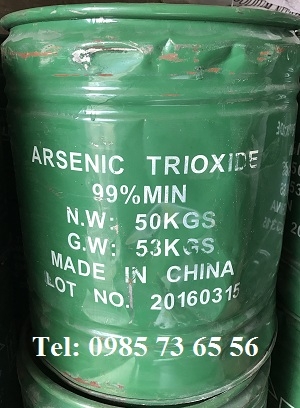 ARSENIC TRIOXIDE
99%MIN
N.W: 50KGS
G.W: 53KGS
MADE IN CHINA
LOT NO. 20160315
Tel: 0985 73 65 56